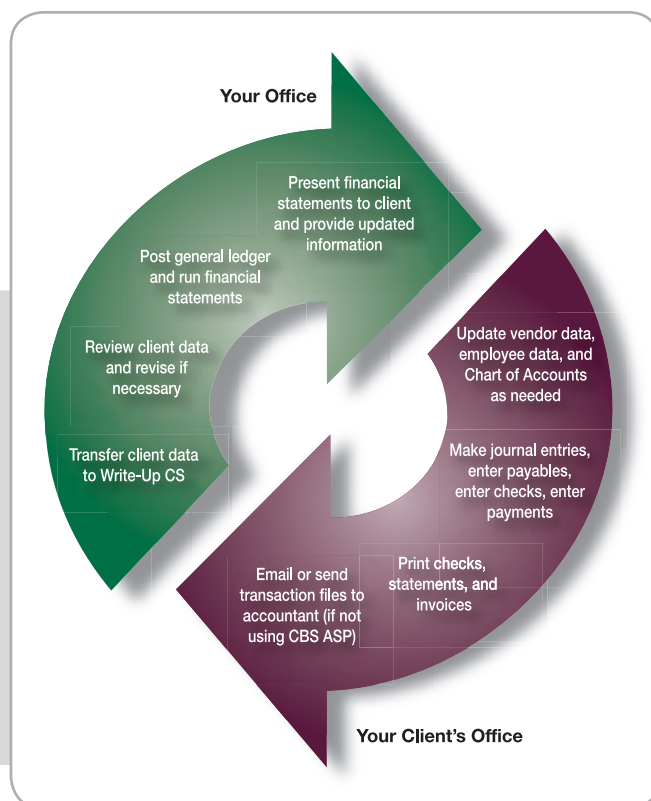 Your Office
Present financial
statements to client
and provide updated
information
Post general ledger
and run financial
statements
Review client data
and revise if
necessary
Transfer client data
to Write-Up CS
Update vendor data,
employee data, and
Chart of Accounts
as needed
Make journal entries,
enter payables,
enter checks, enter
payments
Print checks,
statements, and
invoices
Email or send
transaction files to
accountant (if not
using CBS ASP)
Your Client's Office